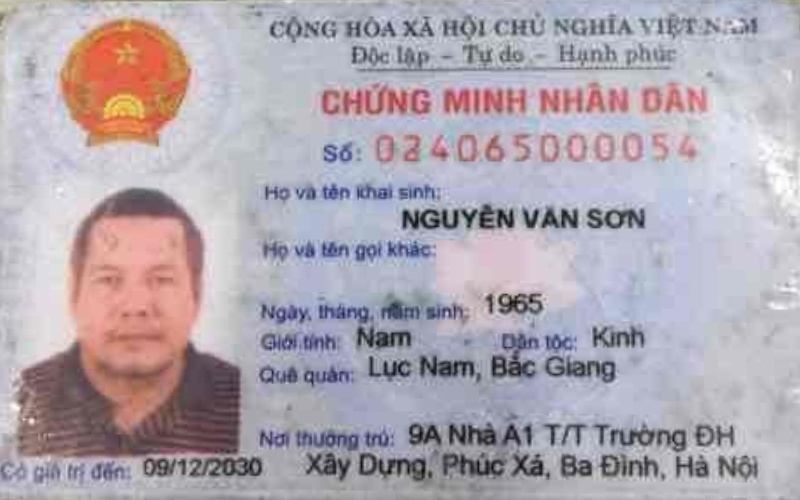 CỘNG HÒA XÃ HỘI CHỦ NGHĨA VIỆT NAM
Độc lập – Tự do – Hạnh phúc
CHỨNG MINH NHÂN DÂN
Số: 024065000054
Họ và tên khai sinh:
NGUYỄN VĂN SƠN
Họ và tên gọi khác:
Ngày, tháng, năm sinh: 1965
Giới tính: Nam Dân tộc: Kinh
Quê quán: Lục Nam, Bắc Giang
Nơi thường trú: 9A Nhà A1 T/T Trường ĐH
Xây Dựng, Phúc Xá, Ba Đình, Hà Nội
Có giá trị đến: 09/12/2030